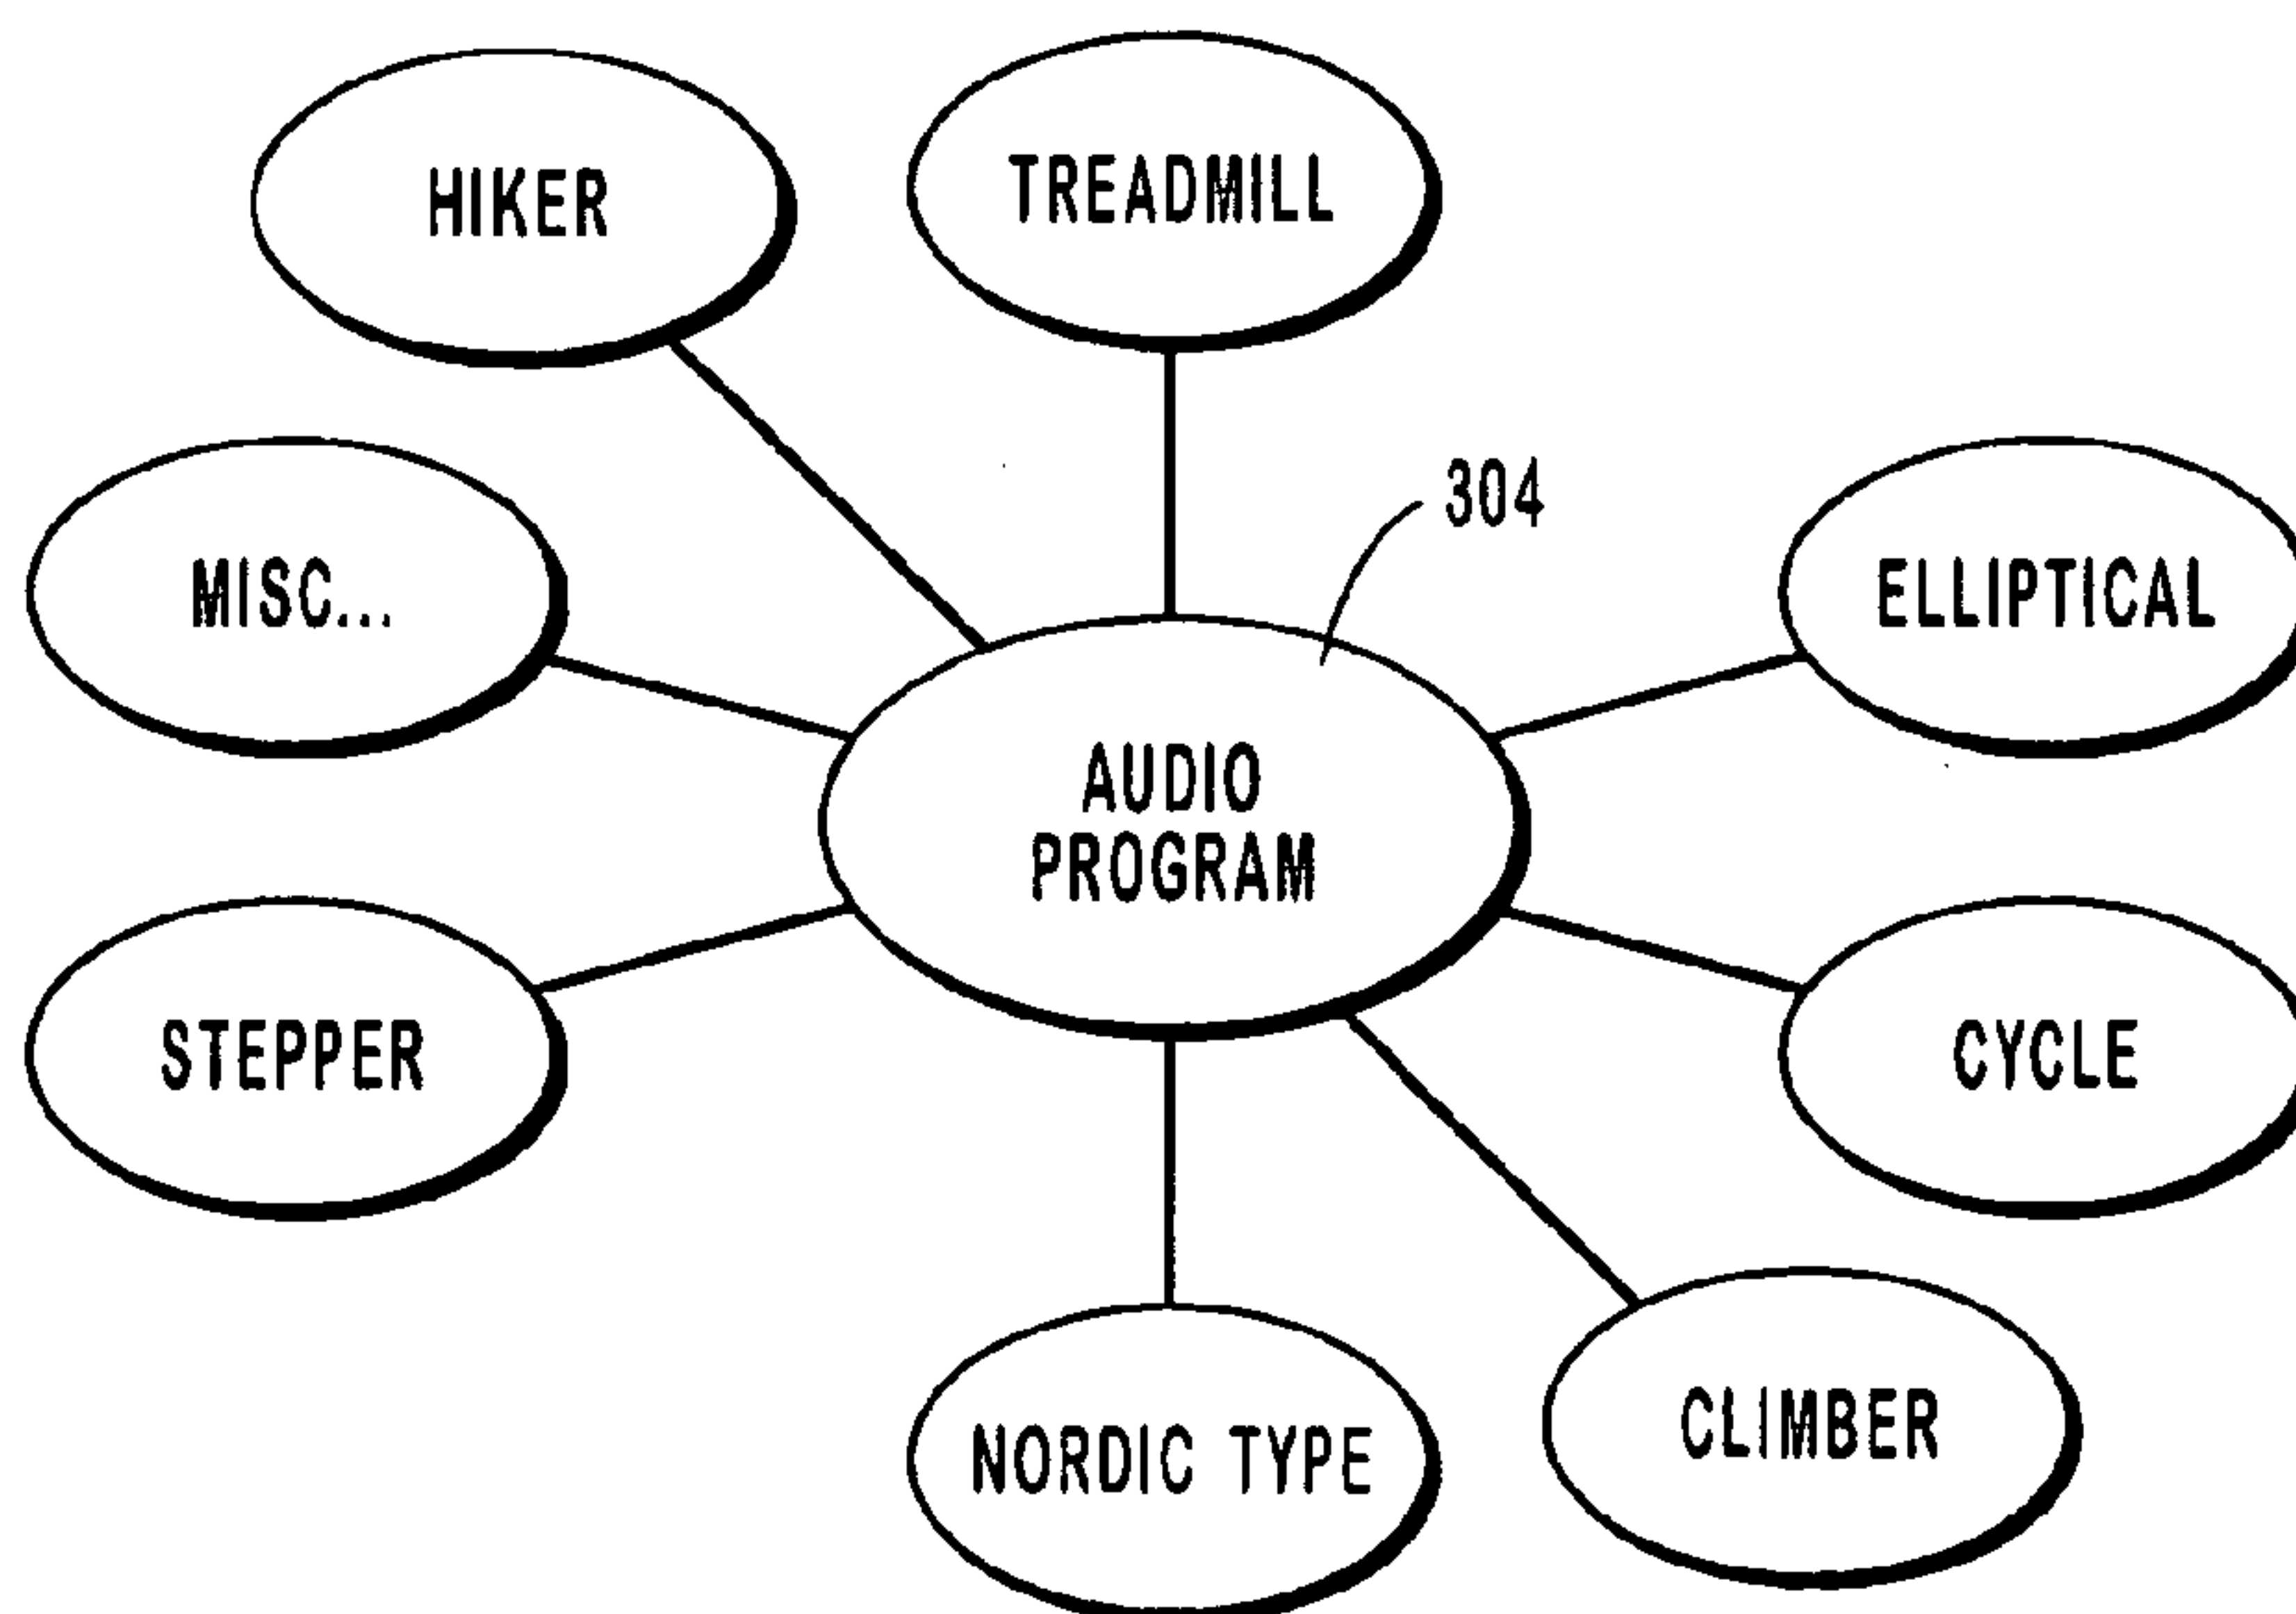 HIKER
TREADMILL
304
MISC...
ELLIPTICAL
AUDIO
PROGRAM
STEPPER
CYCLE
NORDIC TYPE
CLIMBER